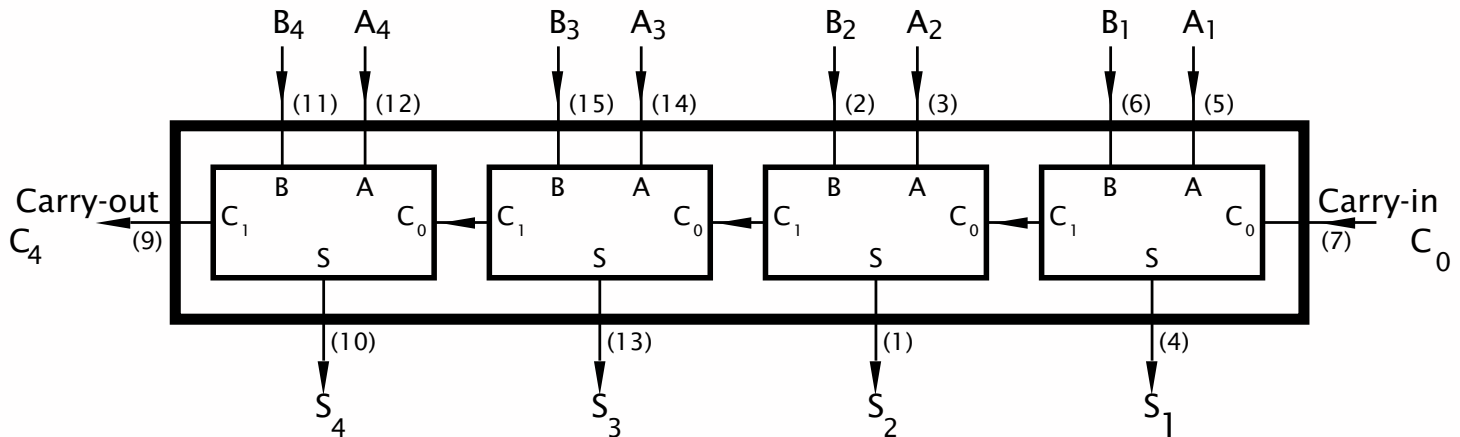 B4 A4 B3 A3 B2 A2 B1 A1
(11) (12) (15) (14) (2) (3) (6) (5)
B A B A B A B A
Carry-out C1 C0 C1 C0 C1 C0 C1 C0 Carry-in
C4 (9) (7) C0
S S S S
(10) (13) (1) (4)
S4 S3 S2 S1